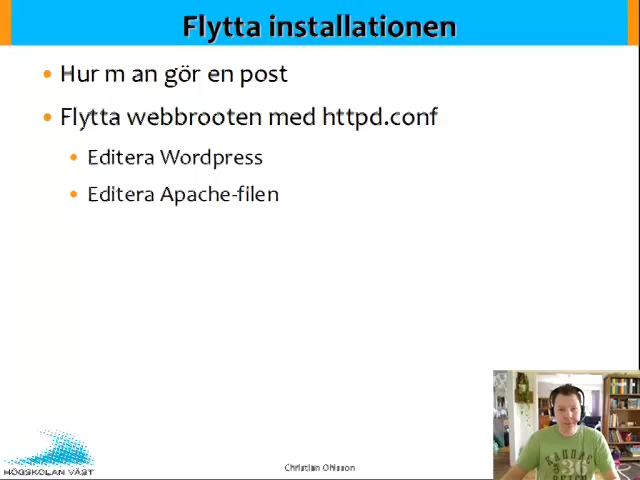 Flytta installationen
Hur m an gör en post
Flytta webbrooten med httpd.conf
Editera Wordpress
Editera Apache-filen
HÖGSKOLAN VÄST
Christian Ohlsson
36